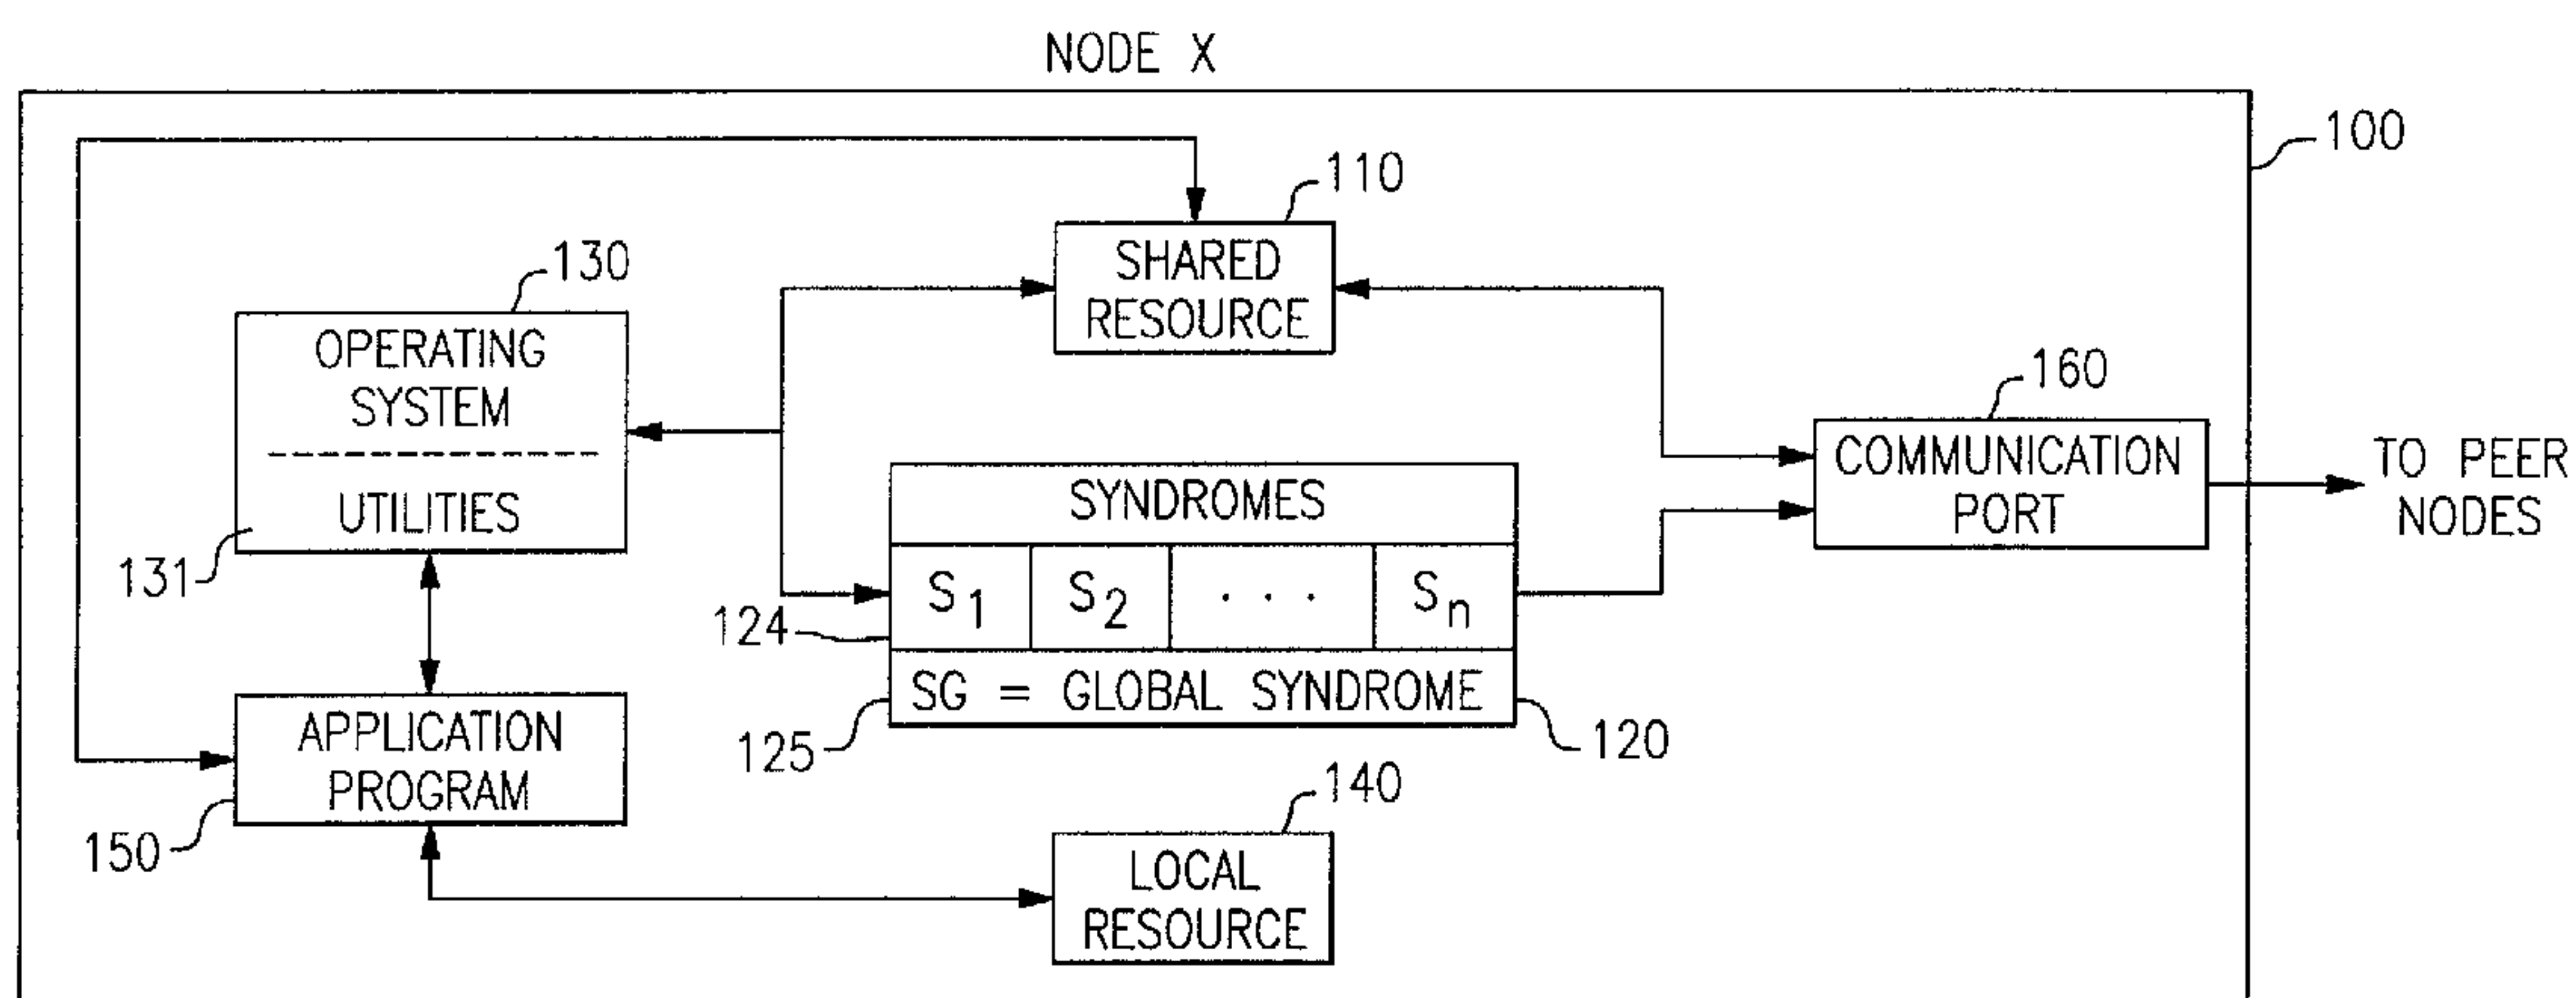 NODE X
100
110
SHARED
RESOURCE
130
OPERATING
SYSTEM
UTILITIES
131
160
COMMUNICATION
PORT
TO PEER
NODES
SYNDROMES
S1 S2 . . . Sn
124
SG = GLOBAL SYNDROME
125
120
APPLICATION
PROGRAM
150
140
LOCAL
RESOURCE